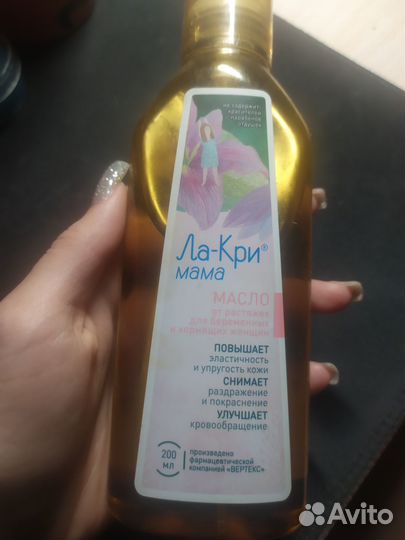 не содержит:
красителей
парабенов
отдушек
Ла-Кри®
мама
МАСЛО
от растяжек
для беременных
и кормящих женщин
ПОВЫШАЕТ
эластичность
и упругость кожи
СНИМАЕТ
раздражение
и покраснение
УЛУЧШАЕТ
кровообращение
200
мл
произведено
фармацевтической
компанией «ВЕРТЕКС»
Avito